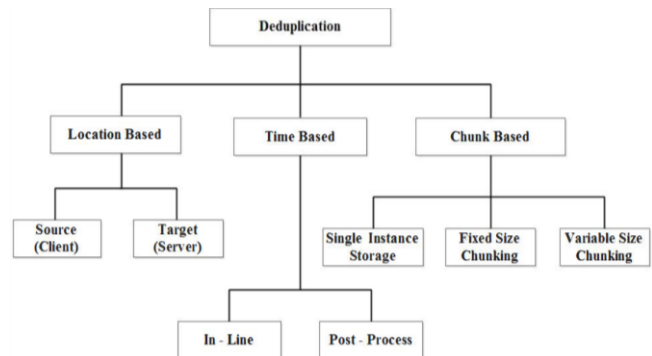 Deduplication
Location Based
Time Based
Chunk Based
Source
(Client)
Target
(Server)
Single Instance
Storage
Fixed Size
Chunking
Variable Size
Chunking
In - Line
Post - Process